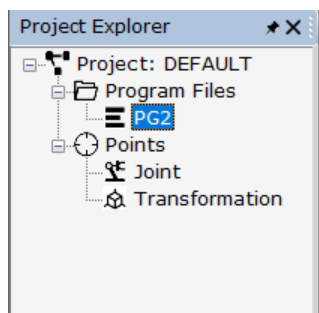 Project Explorer
Project: DEFAULT
Program Files
PG2
Points
Joint
Transformation